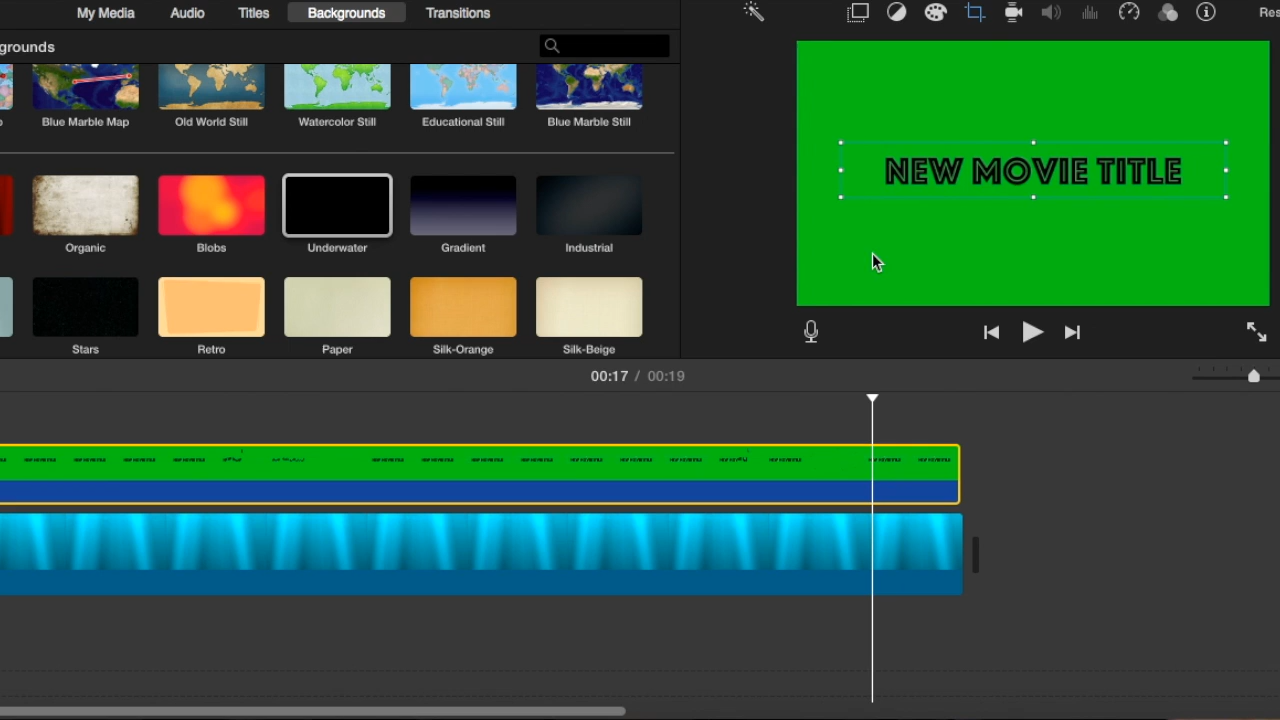 My Media Audio Titles Backgrounds Transitions
Res
grounds
Blue Marble Map Old World Still Watercolor Still Educational Still Blue Marble Still
NEW MOVIE TITLE
Organic Blobs Underwater Gradient Industrial
Stars Retro Paper Silk-Orange Silk-Beige
00:17 / 00:19